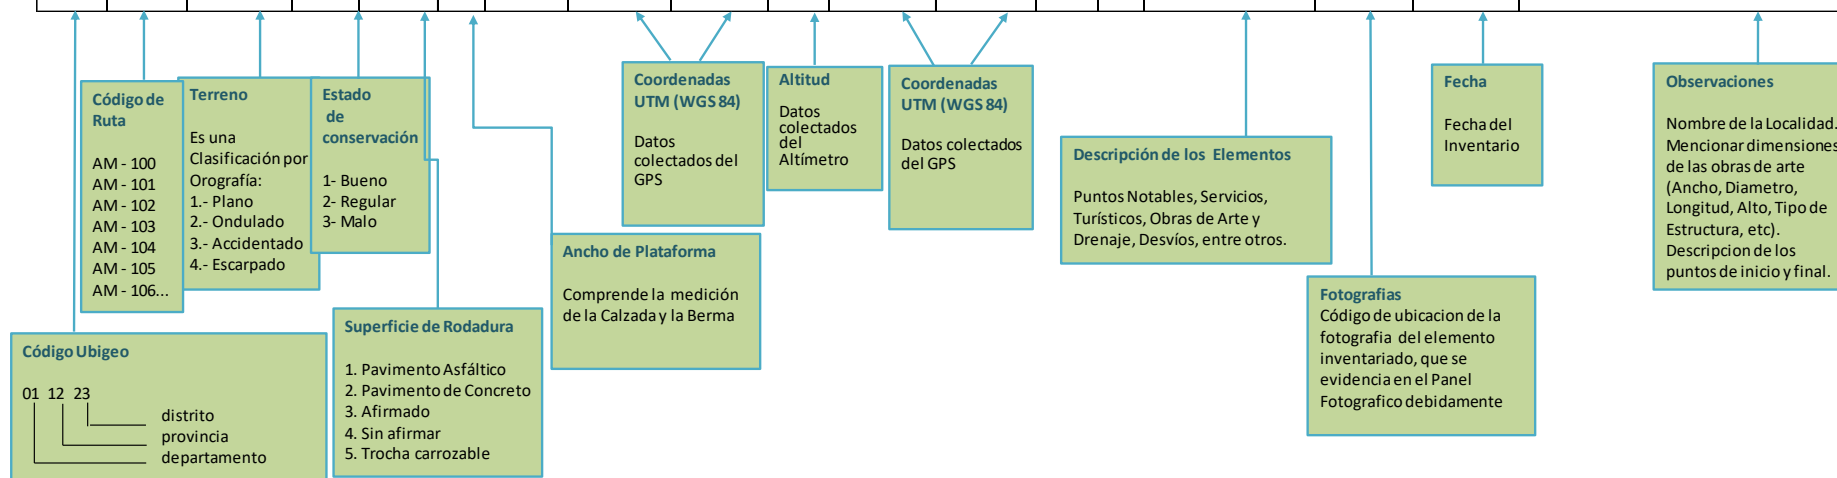 Código de
Ruta
AM - 100
AM - 101
AM - 102
AM - 103
AM - 104
AM - 105
AM - 106...
Terreno
Es una
Clasificación por
Orografía:
1.- Plano
2.- Ondulado
3.- Accidentado
4.- Escarpado
Estado
de
conservación
1- Bueno
2- Regular
3- Malo
Coordenadas
UTM (WGS 84)
Datos
colectados del
GPS
Altitud
Datos
colectados
del
Altímetro
Coordenadas
UTM (WGS 84)
Datos colectados
del GPS
Descripción de los Elementos
Puntos Notables, Servicios,
Turísticos, Obras de Arte y
Drenaje, Desvíos, entre otros.
Fecha
Fecha del
Inventario
Observaciones
Nombre de la Localidad.
Mencionar dimensiones
de las obras de arte
(Ancho, Diametro,
Longitud, Alto, Tipo de
Estructura, etc).
Descripcion de los
puntos de inicio y final.
Ancho de Plataforma
Comprende la medición
de la Calzada y la Berma
Fotografias
Código de ubicacion de la
fotografia del elemento
inventariado, que se
evidencia en el Panel
Fotografico debidamente
Superficie de Rodadura
1. Pavimento Asfáltico
2. Pavimento de Concreto
3. Afirmado
4. Sin afirmar
5. Trocha carrozable
Código Ubigeo
01 12 23
distrito
provincia
departamento